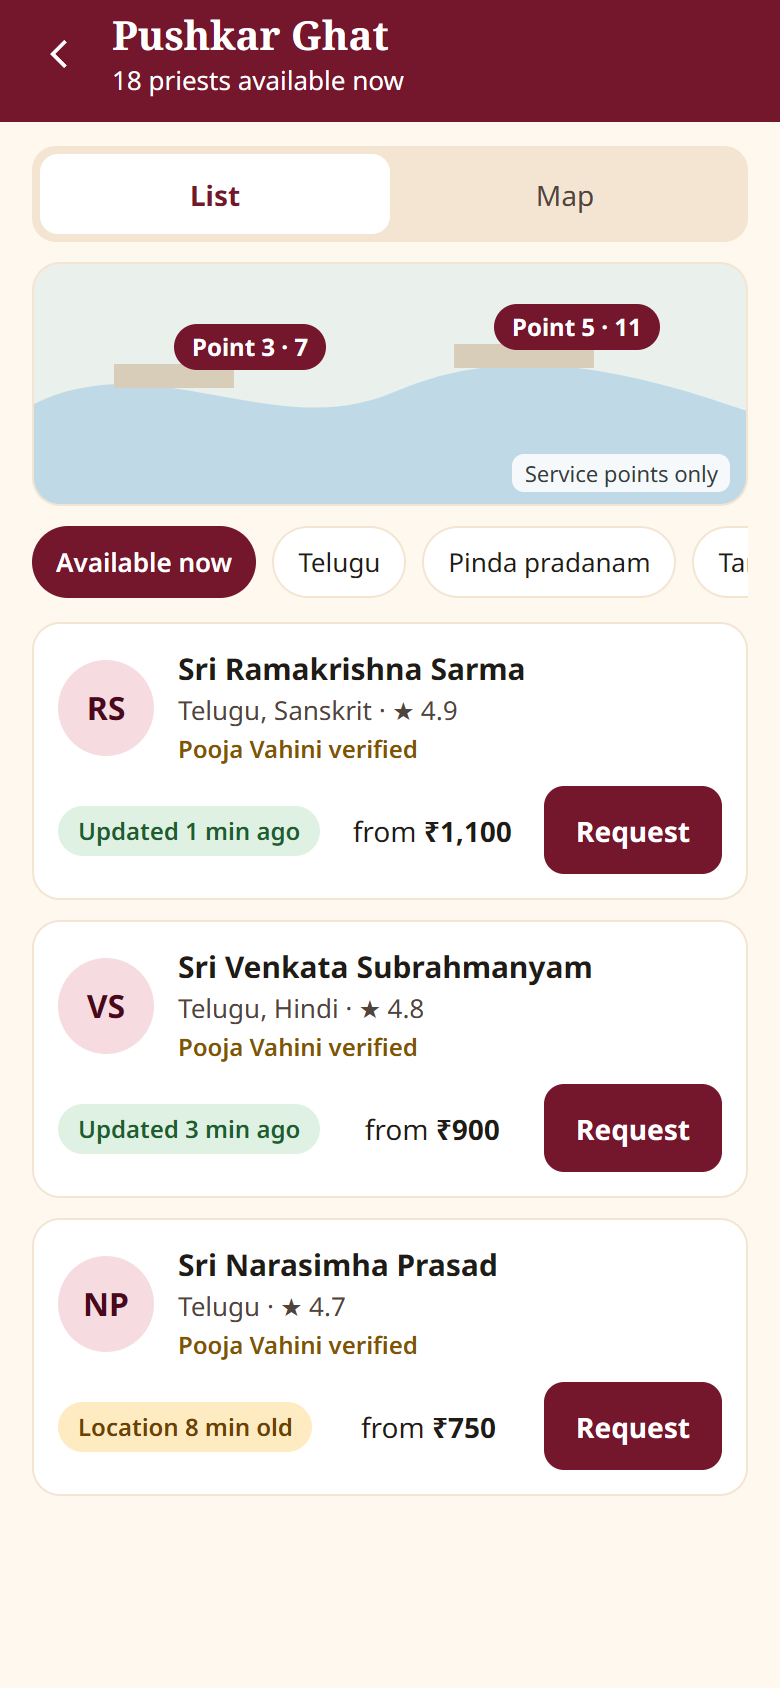 Pushkar Ghat
18 priests available now
List
Map
Point 3 · 7
Point 5 · 11
Service points only
Available now
Telugu
Pinda pradanam
RS
Sri Ramakrishna Sarma
Telugu, Sanskrit · ★ 4.9
Pooja Vahini verified
Updated 1 min ago
from ₹1,100
Request
VS
Sri Venkata Subrahmanyam
Telugu, Hindi · ★ 4.8
Pooja Vahini verified
Updated 3 min ago
from ₹900
Request
NP
Sri Narasimha Prasad
Telugu · ★ 4.7
Pooja Vahini verified
Location 8 min old
from ₹750
Request